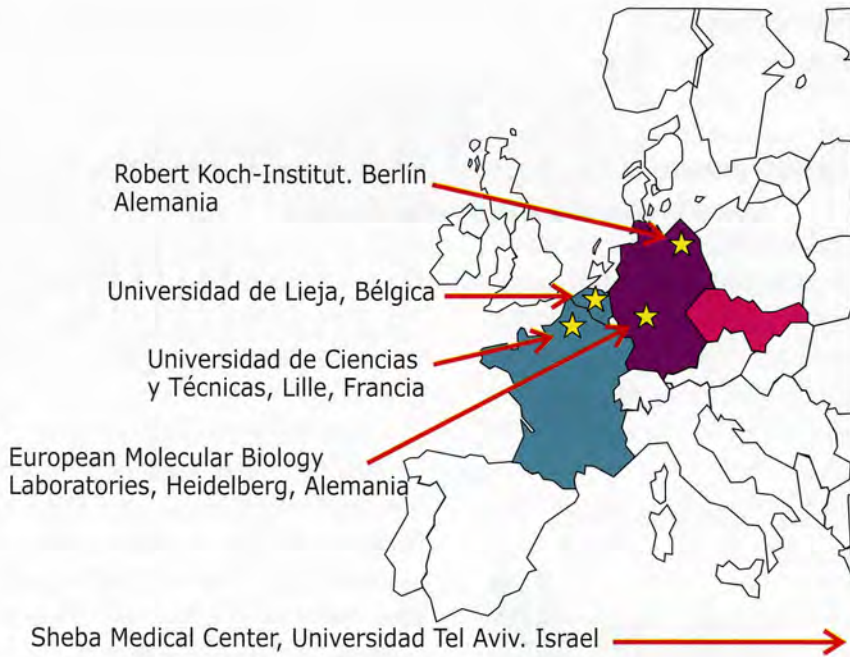 Robert Koch-Institut. Berlín
Alemania
Universidad de Lieja, Bélgica
Universidad de Ciencias
y Técnicas, Lille, Francia
European Molecular Biology
Laboratories, Heidelberg, Alemania
Sheba Medical Center, Universidad Tel Aviv. Israel